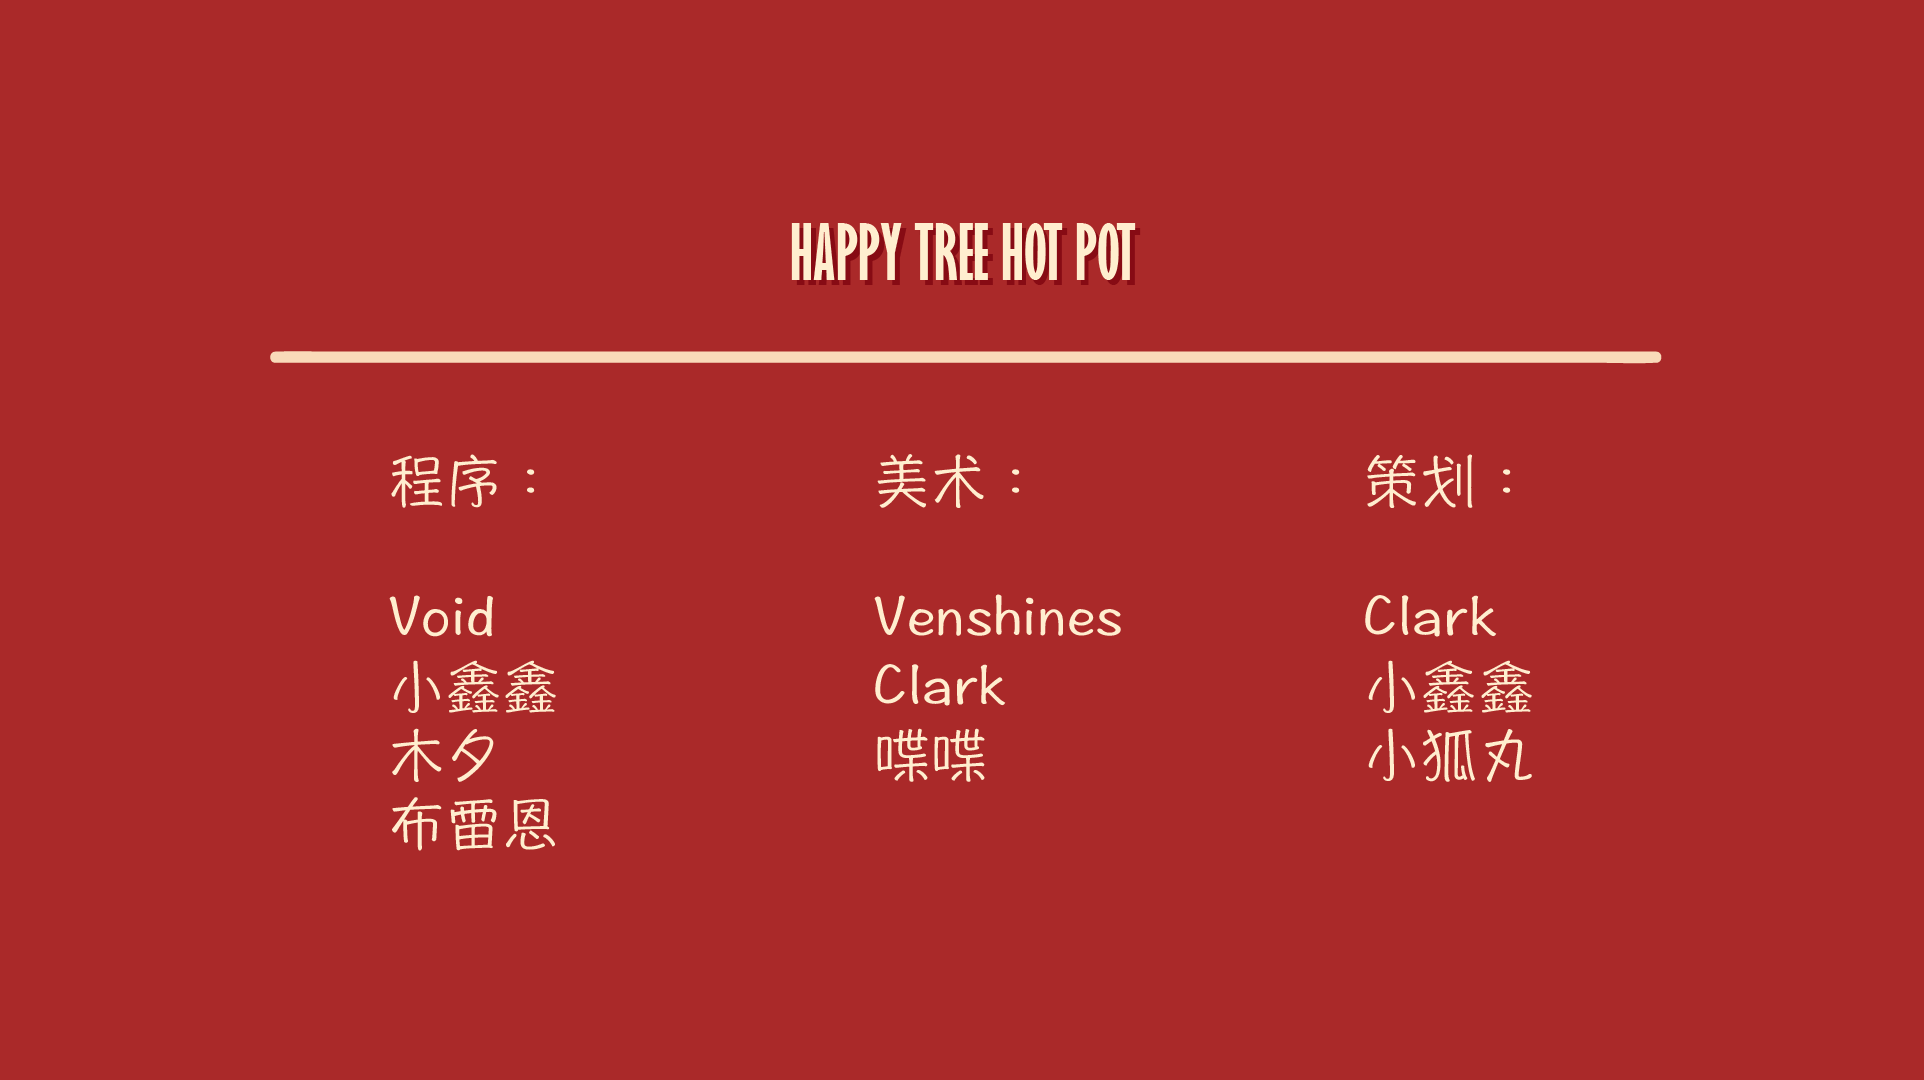 HAPPY TREE HOT POT
程序：
Void
小鑫鑫
木夕
布雷恩
美术：
Venshines
Clark
喋喋
策划：
Clark
小鑫鑫
小狐丸